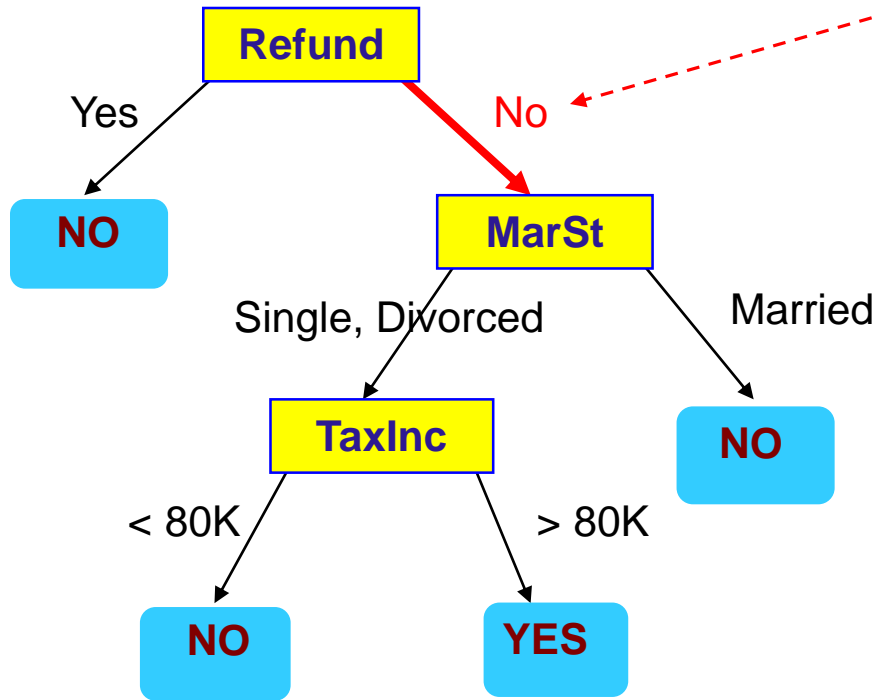 Refund
Yes
No
NO
MarSt
Single, Divorced
Married
TaxInc
NO
< 80K
> 80K
NO
YES